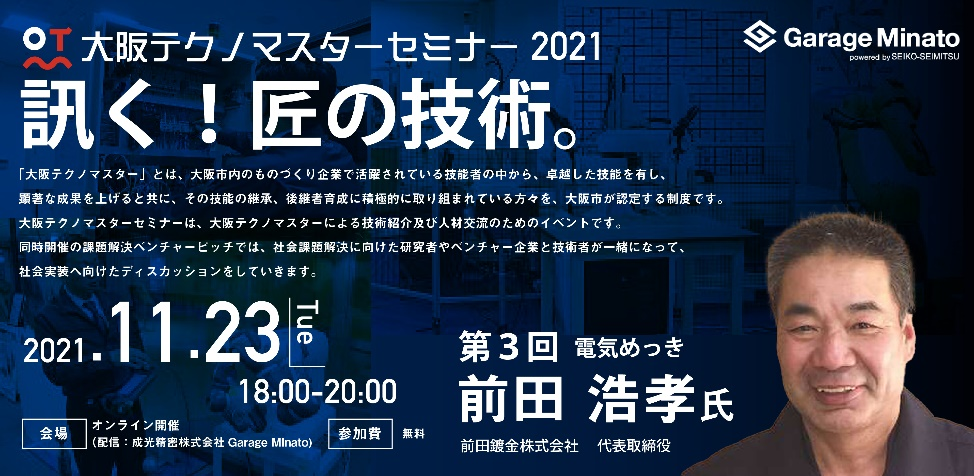 OT 大阪テクノマスターセミナー 2021
Garage Minato
powered by SEIKO-SEIMITSU
訊く！匠の技術。
「大阪テクノマスター」とは、大阪市内のものづくり企業で活躍されている技能者の中から、卓越した技能を有し、
顕著な成果を上げると共に、その技能の継承、後継者育成に積極的に取り組まれている方々を、大阪市が認定する制度です。
大阪テクノマスターセミナーは、大阪テクノマスターによる技術紹介及び人材交流のためのイベントです。
同時開催の課題解決ベンチャーピッチでは、社会課題解決に向けた研究者やベンチャー企業と技術者が一緒になって、
社会実装へ向けたディスカッションをしていきます。
2021.11.23 Tue
18:00-20:00
会場 オンライン開催
（配信：成光精密株式会社 Garage MInato）
参加費 無料
第３回 電気めっき
前田 浩孝氏
前田鍍金株式会社 代表取締役